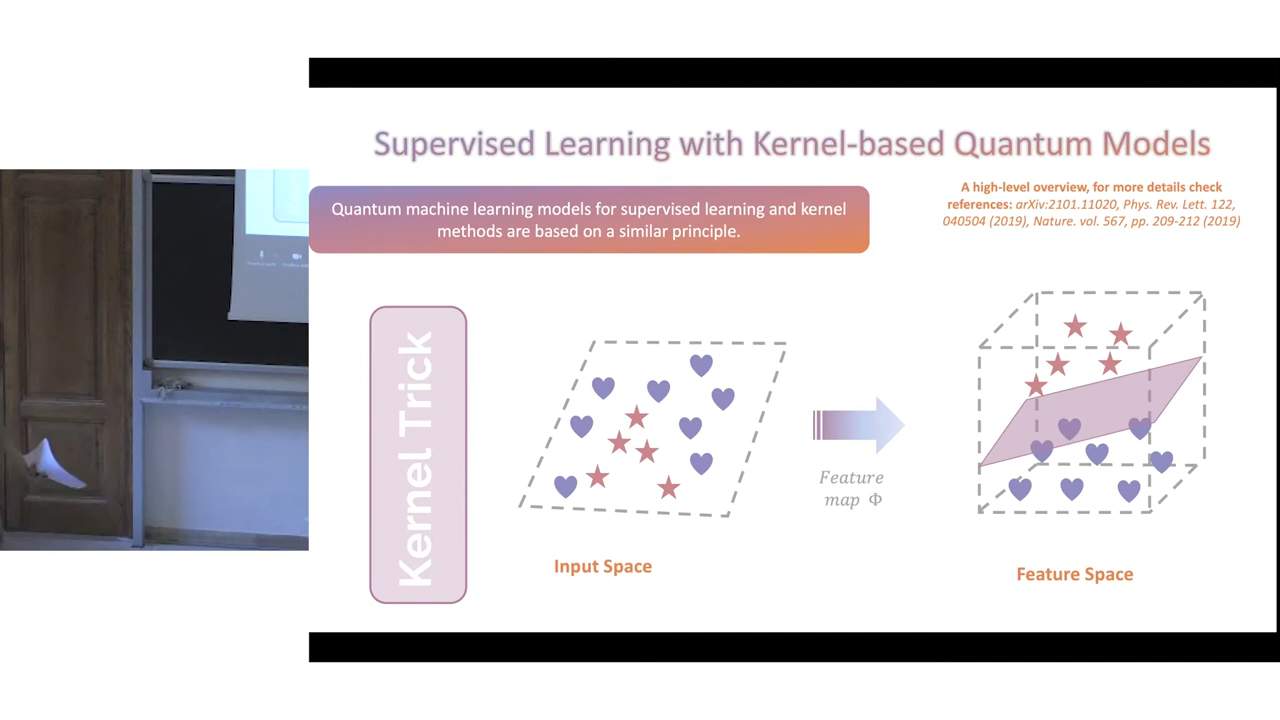 Supervised Learning with Kernel-based Quantum Models
Quantum machine learning models for supervised learning and kernel
methods are based on a similar principle.
A high-level overview, for more details check
references: arXiv:2101.11020, Phys. Rev. Lett. 122,
040504 (2019), Nature. vol. 567, pp. 209-212 (2019)
Kernel Trick
Feature
map Φ
Input Space
Feature Space